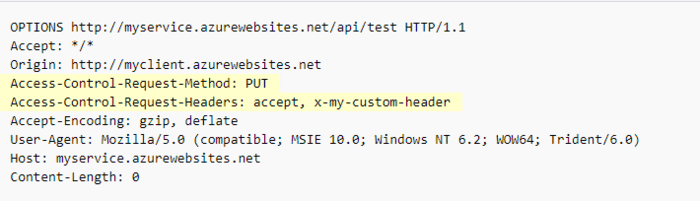 OPTIONS http://myservice.azurewebsites.net/api/test HTTP/1.1
Accept: */*
Origin: http://myclient.azurewebsites.net
Access-Control-Request-Method: PUT
Access-Control-Request-Headers: accept, x-my-custom-header
Accept-Encoding: gzip, deflate
User-Agent: Mozilla/5.0 (compatible; MSIE 10.0; Windows NT 6.2; WOW64; Trident/6.0)
Host: myservice.azurewebsites.net
Content-Length: 0